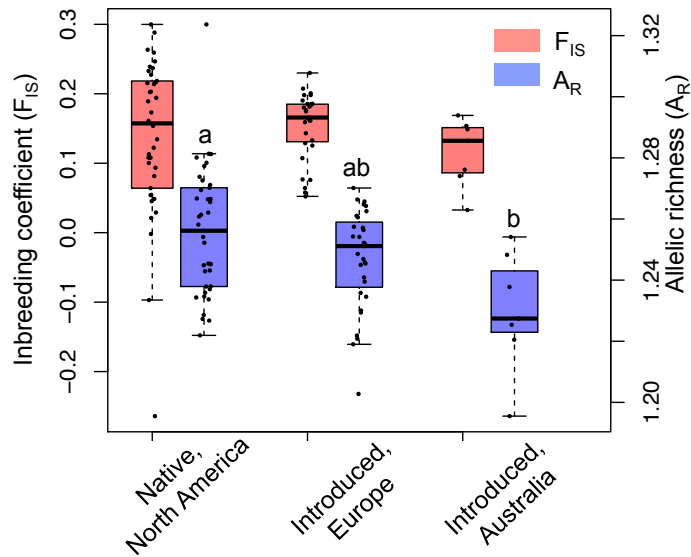 Inbreeding coefficient (FIS)
0.3
0.2
0.1
0.0
−0.1
−0.2
FIS
AR
a
ab
b
1.32
1.28
1.24
1.20
Allelic richness (AR)
Native,
North America
Introduced,
Europe
Introduced,
Australia